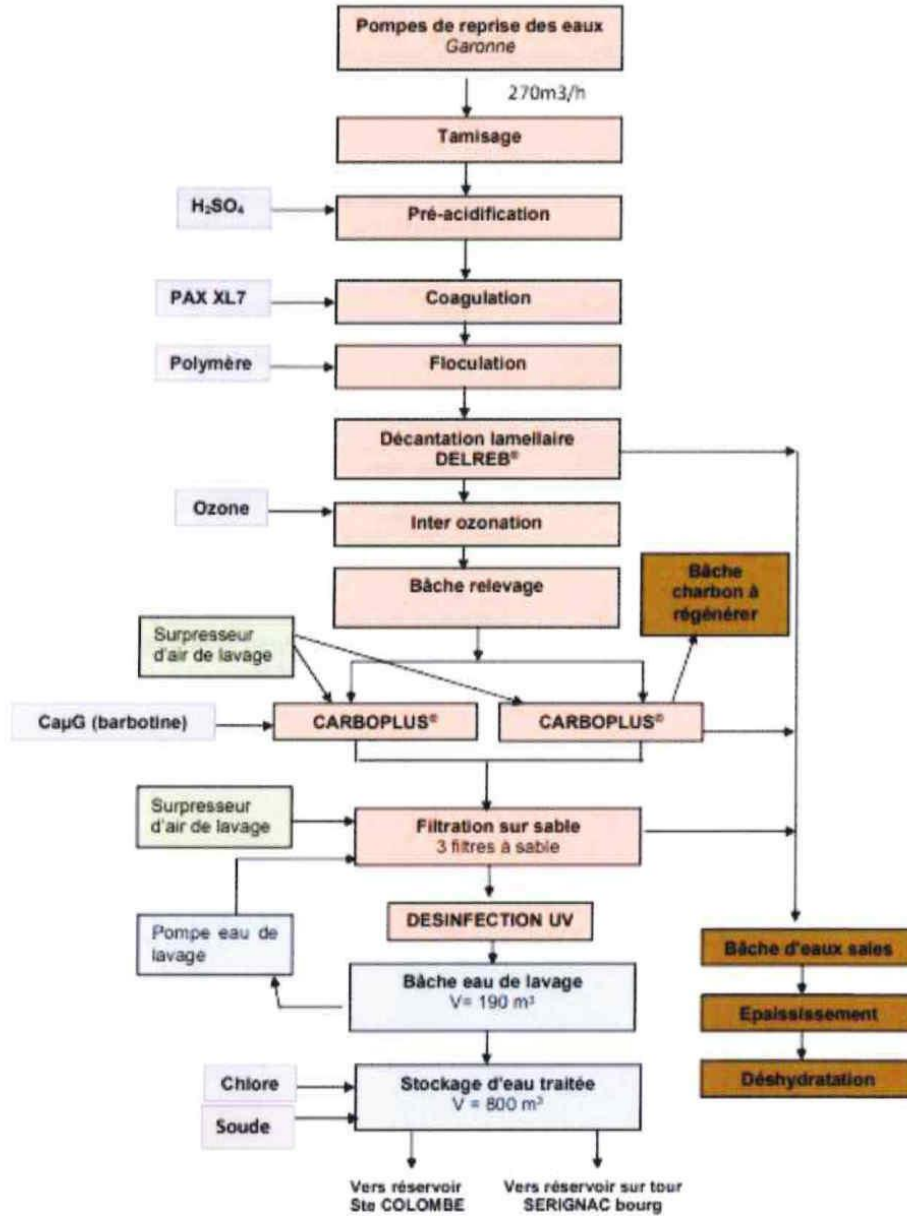 Pompes de reprise des eaux
Garonne
270m3/h
Tamisage
H₂SO₄
Pré-acidification
PAX XL7
Coagulation
Polymère
Floculation
Décantation lamellaire
DELREB®
Ozone
Inter ozonation
Bâche relevage
Bâche
charbon à
régénérer
Surpresseur
d'air de lavage
CaµG (barbotine)
CARBOPLUS®
CARBOPLUS®
Surpresseur
d'air de lavage
Filtration sur sable
3 filtres à sable
DESINFECTION UV
Pompe eau de
lavage
Bâche eau de lavage
V= 190 m³
Bâche d'eaux sales
Epaississement
Déshydratation
Chlore
Soude
Stockage d'eau traitée
V = 800 m³
Vers réservoir
Ste COLOMBE
Vers réservoir sur tour
SERIGNAC bourg